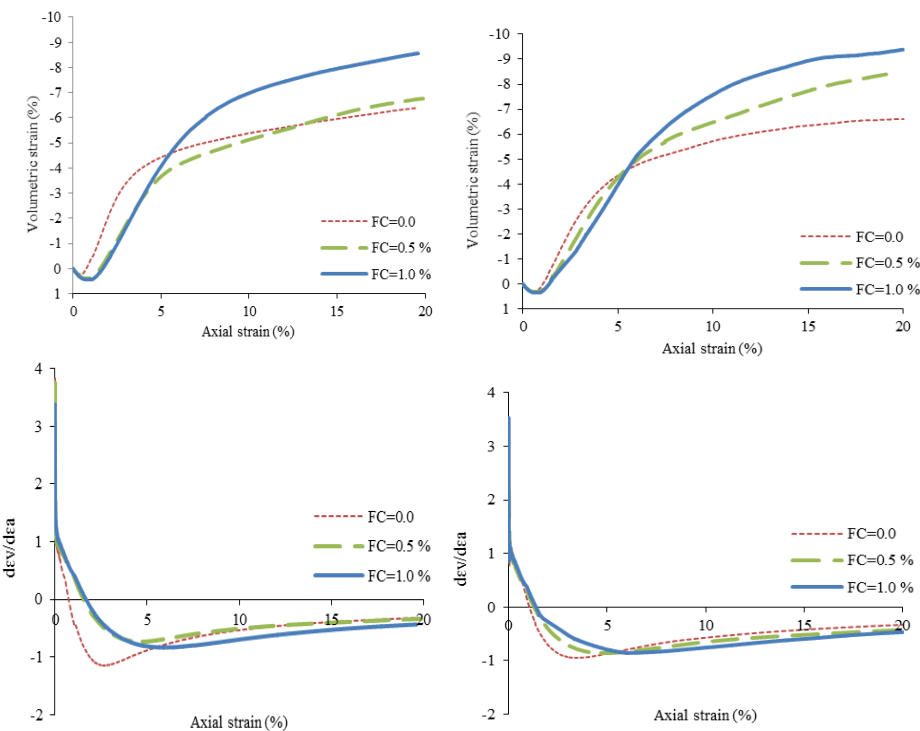 -10
-9
-8
-7
-6
-5
-4
-3
-2
-1
0
1
Volumetric strain (%)
0
5
10
15
20
Axial strain (%)
FC=0.0
FC=0.5 %
FC=1.0 %
-10
-9
-8
-7
-6
-5
-4
-3
-2
-1
0
1
Volumetric strain (%)
0
5
10
15
20
Axial strain (%)
FC=0.0
FC=0.5 %
FC=1.0 %
4
3
2
1
0
-1
-2
dεv/dεa
0
5
10
15
20
Axial strain (%)
FC=0.0
FC=0.5 %
FC=1.0 %
4
3
2
1
0
-1
-2
dεv/dεa
0
5
10
15
20
Axial strain (%)
FC=0.0
FC=0.5 %
FC=1.0 %